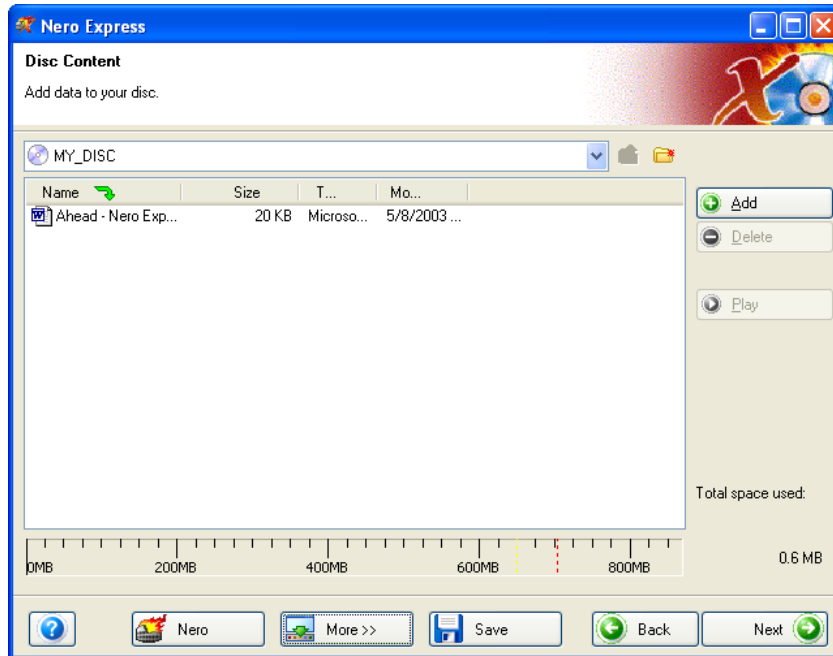 Nero Express
Disc Content
Add data to your disc.
MY_DISC
Name Size T... Mo...
Ahead - Nero Exp... 20 KB Microso... 5/8/2003 ...
Add
Delete
Play
Total space used:
0MB 200MB 400MB 600MB 800MB
0.6 MB
Nero More >> Save Back Next